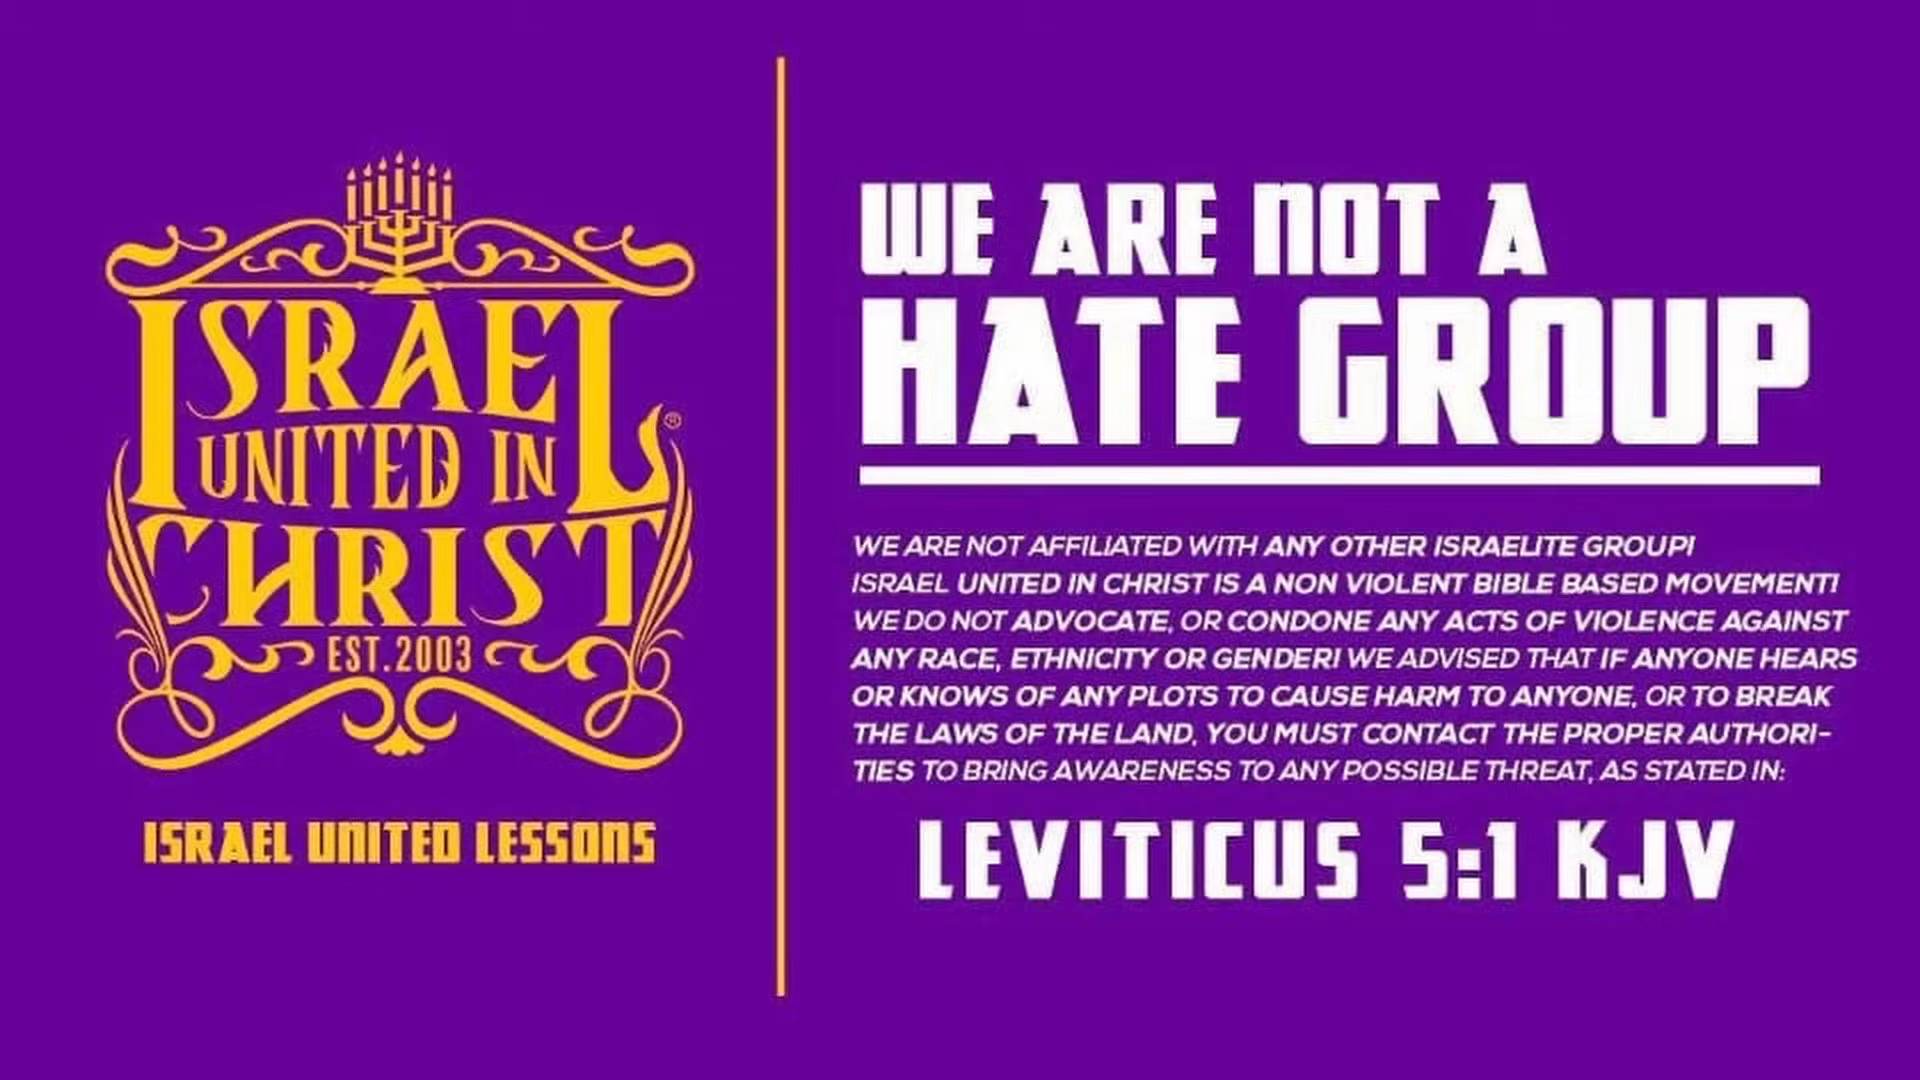 ISRAEL
UNITED IN
CHRIST
®
EST.2003
ISRAEL UNITED LESSONS
WE ARE NOT A
HATE GROUP
WE ARE NOT AFFILIATED WITH ANY OTHER ISRAELITE GROUP!
ISRAEL UNITED IN CHRIST IS A NON VIOLENT BIBLE BASED MOVEMENT!
WE DO NOT ADVOCATE, OR CONDONE ANY ACTS OF VIOLENCE AGAINST
ANY RACE, ETHNICITY OR GENDER! WE ADVISED THAT IF ANYONE HEARS
OR KNOWS OF ANY PLOTS TO CAUSE HARM TO ANYONE, OR TO BREAK
THE LAWS OF THE LAND, YOU MUST CONTACT THE PROPER AUTHORI-
TIES TO BRING AWARENESS TO ANY POSSIBLE THREAT, AS STATED IN:
LEVITICUS 5:1 KJV